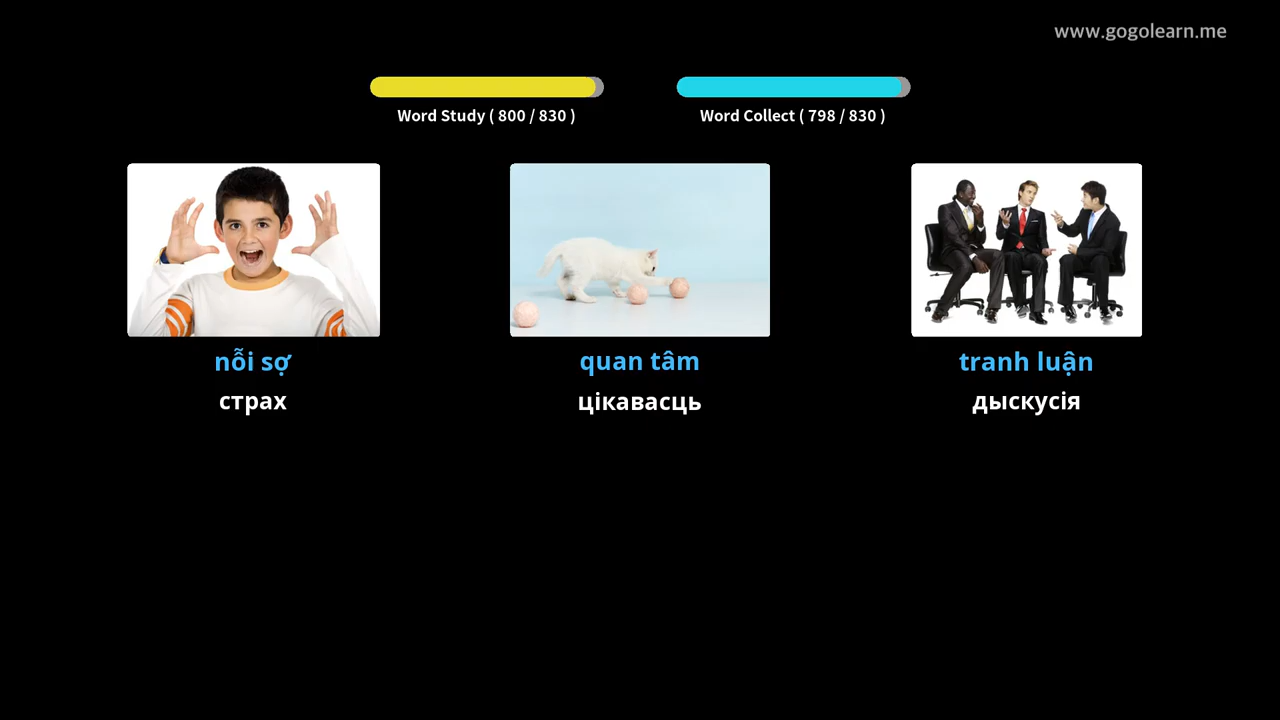 www.gogolearn.me
Word Study ( 800 / 830 )
Word Collect ( 798 / 830 )
nỗi sợ
quan tâm
tranh luận
страх
цікавасць
дыскусія